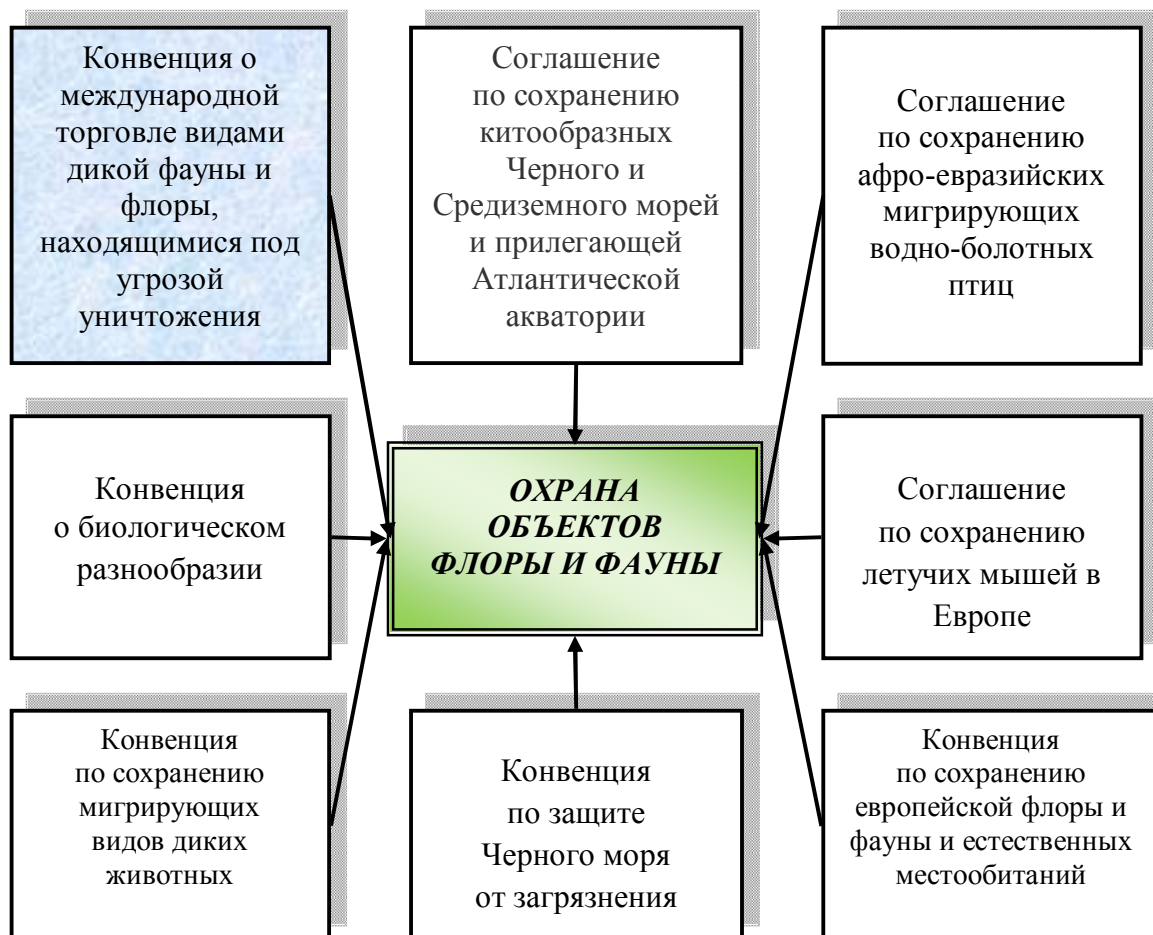 Конвенция о
международной
торговле видами
дикой фауны и
флоры,
находящимися под
угрозой
уничтожения
Соглашение
по сохранению
китообразных
Черного и
Средиземного морей
и прилегающей
Атлантической
акватории
Соглашение
по сохранению
афро-евразийских
мигрирующих
водно-болотных
птиц
Конвенция
о биологическом
разнообразии
ОХРАНА
ОБЪЕКТОВ
ФЛОРЫ И ФАУНЫ
Соглашение
по сохранению
летучих мышей в
Европе
Конвенция
по сохранению
мигрирующих
видов диких
животных
Конвенция
по защите
Черного моря
от загрязнения
Конвенция
по сохранению
европейской флоры и
фауны и естественных
местообитаний